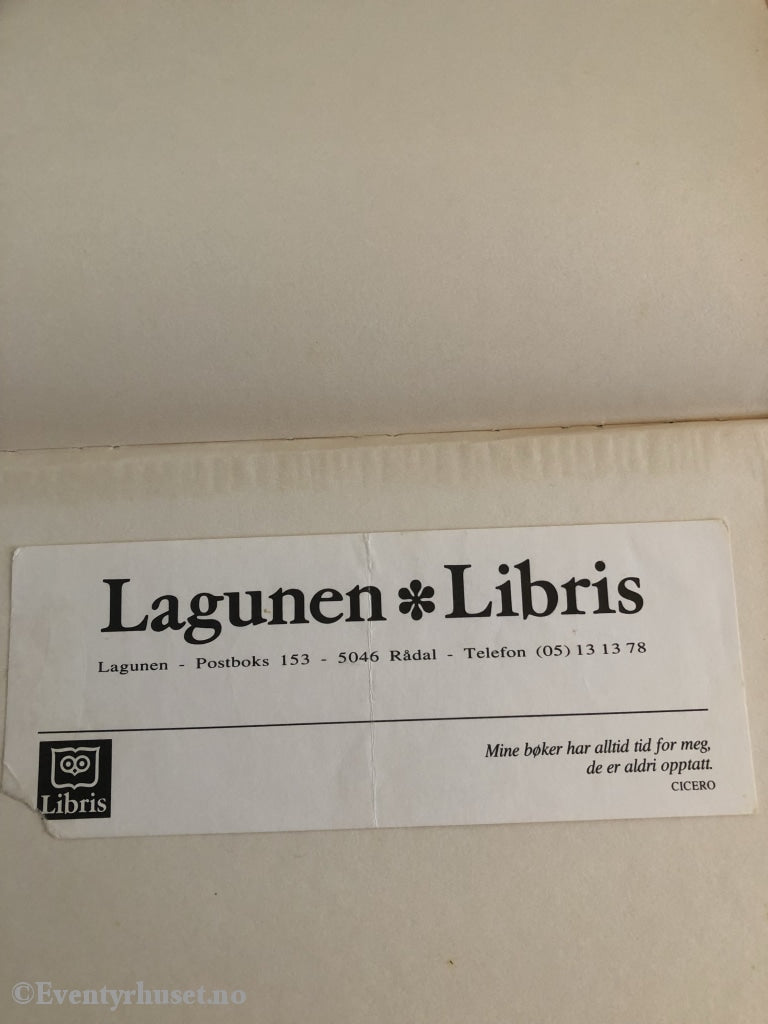 Lagunen ✽ Libris
Lagunen - Postboks 153 - 5046 Rådal - Telefon (05) 13 13 78
Mine bøker har alltid tid for meg,
de er aldri opptatt.
CICERO
Libris
©Eventyrhuset.no